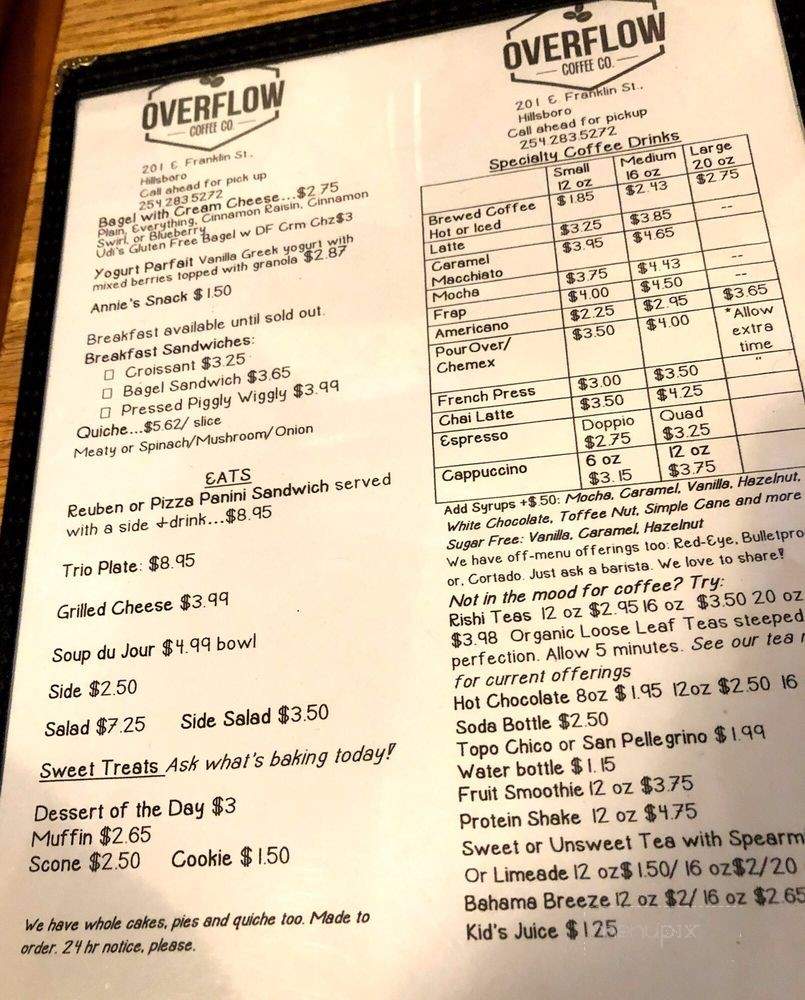 OVERFLOW
COFFEE CO.
201 E Franklin St.,
Hillsboro
Call ahead for pick up
254 283 5272
Bagel with Cream Cheese...$2 75
Plain, Everything, Cinnamon Raisin, Cinnamon
Swirl, or Blueberry
Udi's Gluten Free Bagel w DF Crm Chz$3
Yogurt Parfait Vanilla Greek yogurt with
mixed berries topped with granola $2.87
Annie's Snack $1.50
Breakfast available until sold out.
Breakfast Sandwiches:
☐ Croissant $3.25
☐ Bagel Sandwich $3.65
☐ Pressed Piggly Wiggly $3.99
Quiche...$5.62/ slice
Meaty or Spinach/Mushroom/Onion
EATS
Reuben or Pizza Panini Sandwich served
with a side +drink...$8.95
Trio Plate: $8.95
Grilled Cheese $3.99
Soup du Jour $4.99 bowl
Side $2.50
Salad $7.25 Side Salad $3.50
Sweet Treats Ask what's baking today!
Dessert of the Day $3
Muffin $2.65
Scone $2.50 Cookie $1.50
We have whole cakes, pies and quiche too. Made to
order. 24 hr notice, please.
OVERFLOW
COFFEE CO.
201 E. Franklin St.,
Hillsboro
Call ahead for pickup
254.283.5272
Specialty Coffee Drinks
Small 12 oz Medium 16 oz Large 20 oz
Brewed Coffee Hot or Iced $1.85 $2.43 $2.75
Latte $3.25 $3.85 --
Caramel Macchiato $3.95 $4.65
Mocha $3.75 $4.43 --
Frap $4.00 $4.50 --
Americano $2.25 $2.95 $3.65
PourOver/ Chemex $3.50 $4.00 *Allow extra time
French Press $3.00 $3.50 "
Chai Latte $3.50 $4.25
Espresso Doppio $2.75 Quad $3.25
Cappuccino 6 oz $3.15 12 oz $3.75
Add Syrups +$.50: Mocha, Caramel, Vanilla, Hazelnut,
White Chocolate, Toffee Nut, Simple Cane and more
Sugar Free: Vanilla, Caramel, Hazelnut
We have off-menu offerings too: Red-Eye, Bulletpro
or, Cortado. Just ask a barista. We love to share!
Not in the mood for coffee? Try:
Rishi Teas 12 oz $2.95 16 oz $3.50 20 oz
$3.98 Organic Loose Leaf Teas steeped
perfection. Allow 5 minutes. See our tea
for current offerings
Hot Chocolate 8oz $1.95 12oz $2.50 16
Soda Bottle $2.50
Topo Chico or San Pellegrino $1.99
Water bottle $1.15
Fruit Smoothie 12 oz $3.75
Protein Shake 12 oz $4.75
Sweet or Unsweet Tea with Spearm
Or Limeade 12 oz$1.50/ 16 oz$2/20
Bahama Breeze 12 oz $2/ 16 oz $2.65
Kid's Juice $1.25
menupix